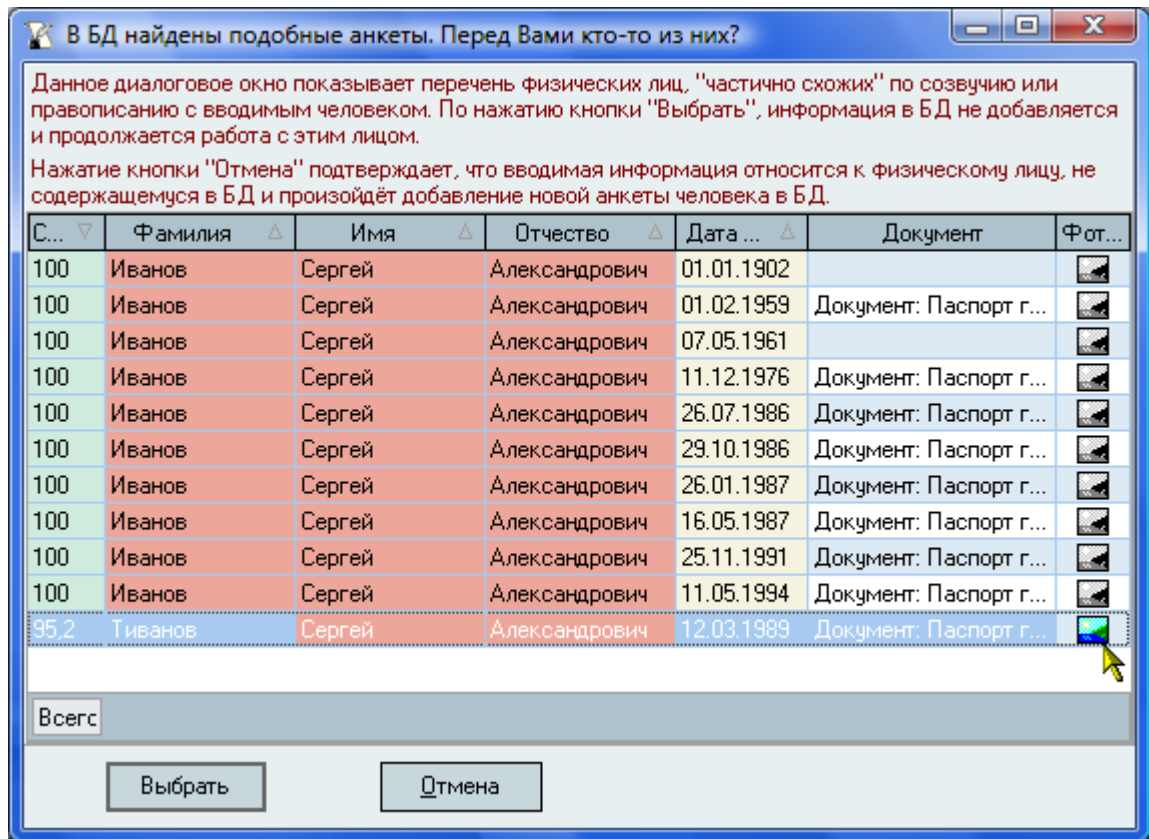 В БД найдены подобные анкеты. Перед Вами кто-то из них?
Данное диалоговое окно показывает перечень физических лиц, "частично схожих" по созвучию или
правописанию с вводимым человеком. По нажатию кнопки "Выбрать", информация в БД не добавляется
и продолжается работа с этим лицом.
Нажатие кнопки "Отмена" подтверждает, что вводимая информация относится к физическому лицу, не
содержащемуся в БД и произойдёт добавление новой анкеты человека в БД.
С... Фамилия Имя Отчество Дата ... Документ Фот...
100 Иванов Сергей Александрович 01.01.1902
100 Иванов Сергей Александрович 01.02.1959 Документ: Паспорт г...
100 Иванов Сергей Александрович 07.05.1961
100 Иванов Сергей Александрович 11.12.1976 Документ: Паспорт г...
100 Иванов Сергей Александрович 26.07.1986 Документ: Паспорт г...
100 Иванов Сергей Александрович 29.10.1986 Документ: Паспорт г...
100 Иванов Сергей Александрович 26.01.1987 Документ: Паспорт г...
100 Иванов Сергей Александрович 16.05.1987 Документ: Паспорт г...
100 Иванов Сергей Александрович 25.11.1991 Документ: Паспорт г...
100 Иванов Сергей Александрович 11.05.1994 Документ: Паспорт г...
95,2 Тиванов Сергей Александрович 12.03.1989 Документ: Паспорт г...
Всегс
Выбрать Отмена